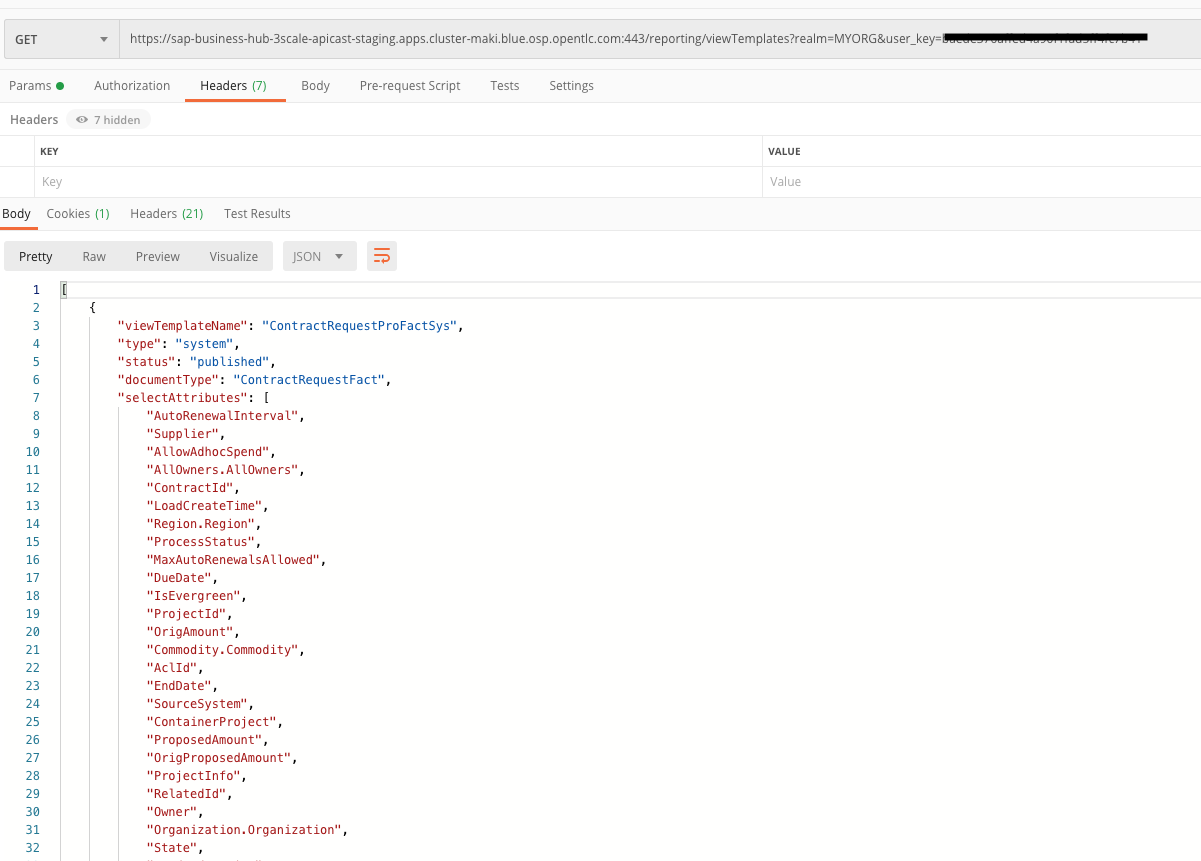 GET
https://sap-business-hub-3scale-apicast-staging.apps.cluster-maki.blue.osp.opentlc.com:443/reporting/viewTemplates?realm=MYORG&user_key=
Params Authorization Headers (7) Body Pre-request Script Tests Settings
Headers 7 hidden
KEY VALUE
Key Value
Body Cookies (1) Headers (21) Test Results
Pretty Raw Preview Visualize JSON
1 [
2 {
3 "viewTemplateName": "ContractRequestProFactSys",
4 "type": "system",
5 "status": "published",
6 "documentType": "ContractRequestFact",
7 "selectAttributes": [
8 "AutoRenewalInterval",
9 "Supplier",
10 "AllowAdhocSpend",
11 "AllOwners.AllOwners",
12 "ContractId",
13 "LoadCreateTime",
14 "Region.Region",
15 "ProcessStatus",
16 "MaxAutoRenewalsAllowed",
17 "DueDate",
18 "IsEvergreen",
19 "ProjectId",
20 "OrigAmount",
21 "Commodity.Commodity",
22 "AclId",
23 "EndDate",
24 "SourceSystem",
25 "ContainerProject",
26 "ProposedAmount",
27 "OrigProposedAmount",
28 "ProjectInfo",
29 "RelatedId",
30 "Owner",
31 "Organization.Organization",
32 "State",